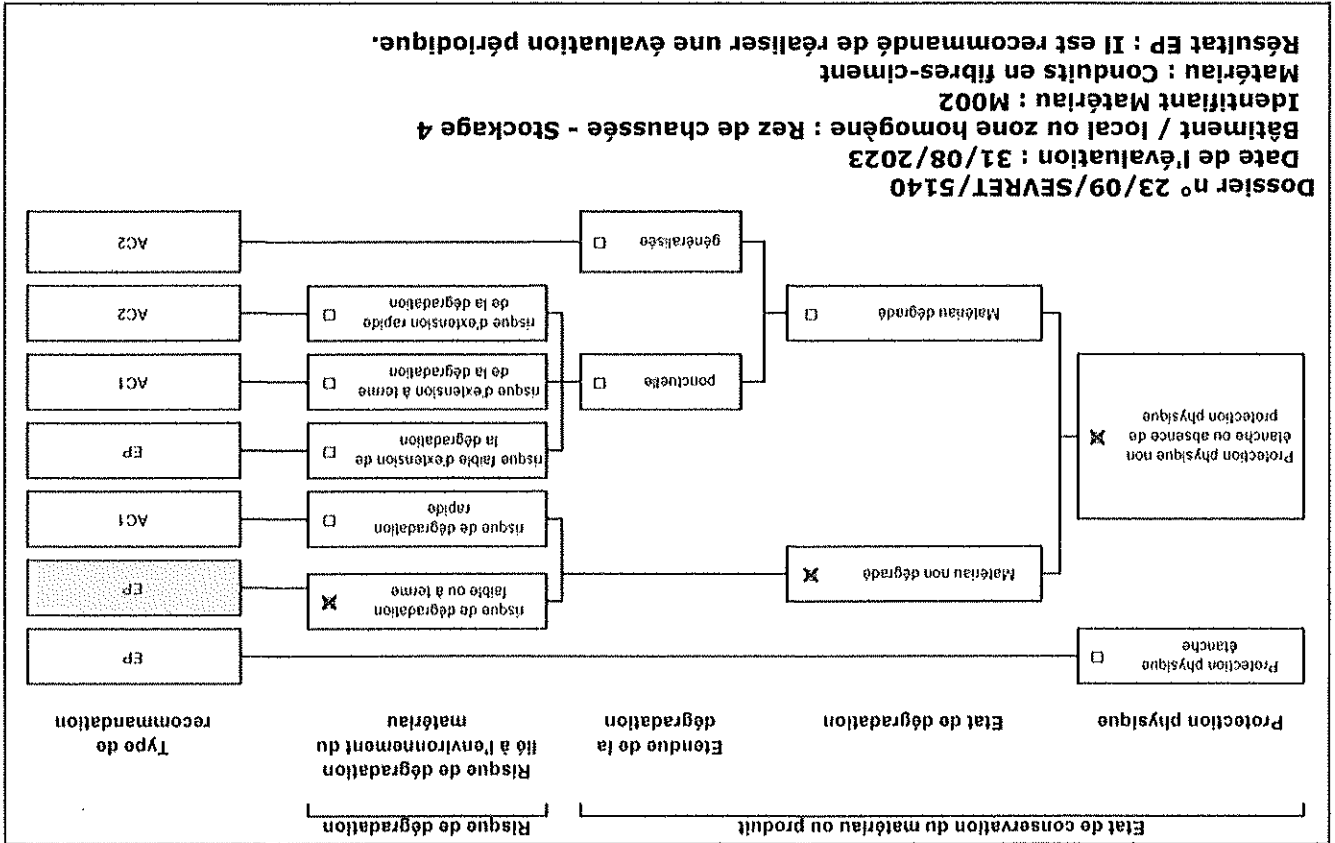 Dossier n° 23/09/SEVRET/5140
Date de l'évaluation : 31/08/2023
Bâtiment / local ou zone homogène : Rez de chaussée - Stockage 4
Identifiant Matériau : M002
Matériau : Conduits en fibres-ciment
Résultat EP : Il est recommandé de réaliser une évaluation périodique.
Etat de conservation du matériau ou produit
Risque de dégradation
Protection physique
Etat de dégradation
Etendue de la
dégradation
Risque de dégradation
lié à l'environnement du
matériau
Type de
recommandation
Protection physique
étanche
EP
risque de dégradation
faible ou à terme
EP
Matériau non dégradé
risque de dégradation
rapide
AC1
Protection physique non
étanche ou absence de
protection physique
risque faible d'extension de
la dégradation
EP
ponctuelle
risque d'extension à terme
de la dégradation
AC1
Matériau dégradé
risque d'extension rapide
de la dégradation
AC2
généralisée
AC2